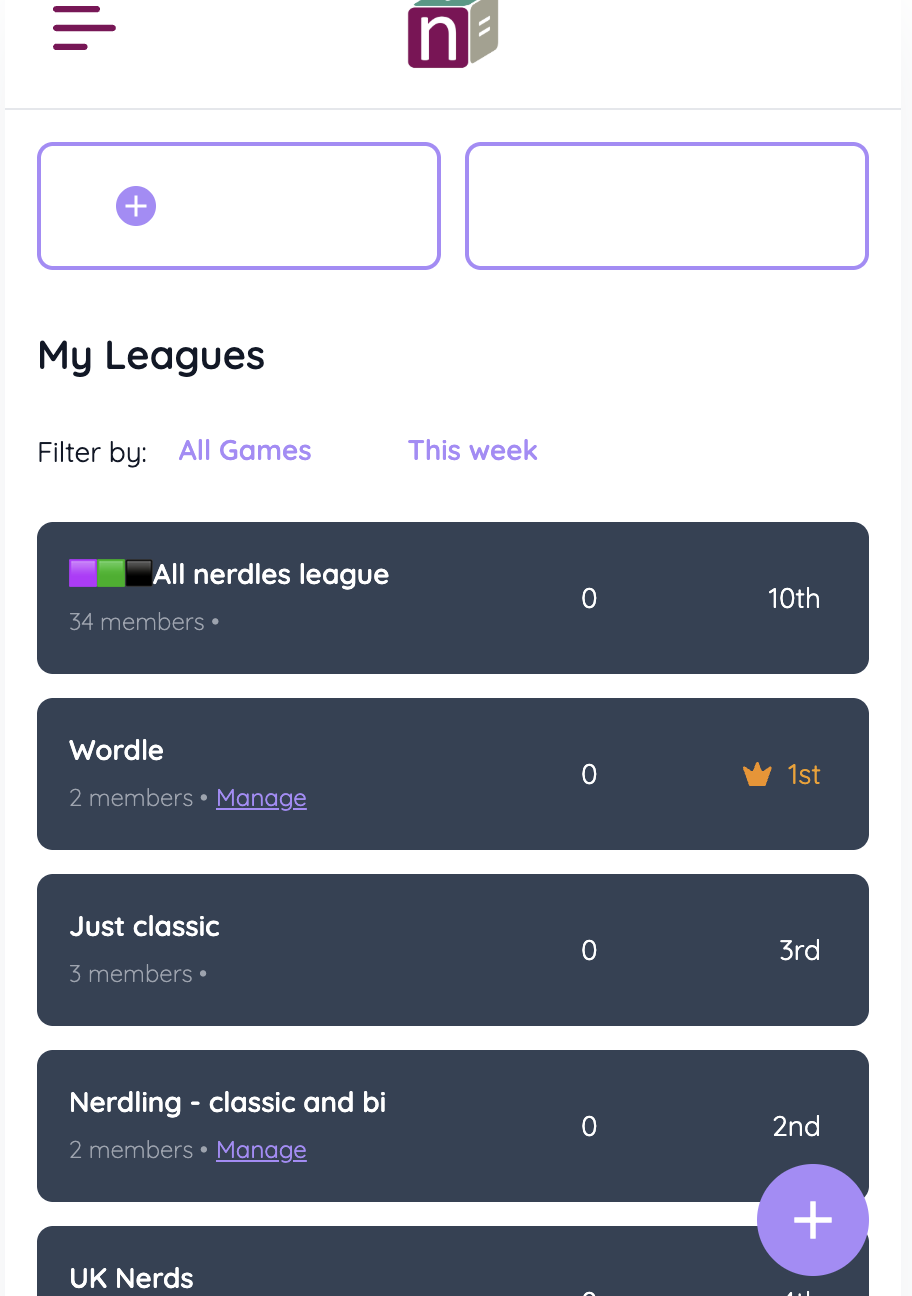 n
My Leagues
Filter by: All Games This week
All nerdles league
34 members •
0
10th
Wordle
2 members • Manage
0
1st
Just classic
3 members •
0
3rd
Nerdling - classic and bi
2 members • Manage
0
2nd
UK Nerds